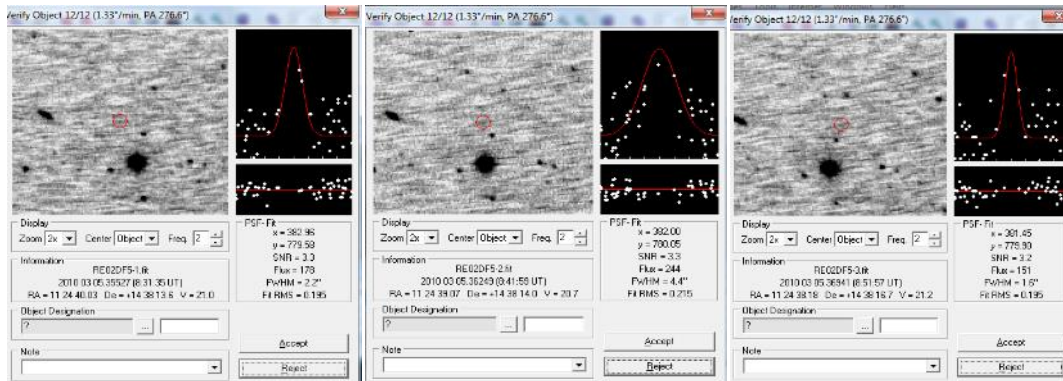 Verify Object 12/12 (1.33"/min, PA 276.6°)
Display
Zoom 2x Center Object Freq. 2
Information
RE02DF5-1.fit
2010 03 05.35527 (8:31:35 UT)
RA = 11 24 40.03 De = +14 38 13.6 V = 21.0
Object Designation
?
...
Note
PSF- Fit
x = 382.96
y = 779.58
SNR = 3.3
Flux = 178
FWHM = 2.2"
Fit RMS = 0.195
Accept
Reject
Verify Object 12/12 (1.33"/min, PA 276.6°)
Display
Zoom 2x Center Object Freq. 2
Information
RE02DF5-2.fit
2010 03 05.36249 (8:41:59 UT)
RA = 11 24 39.07 De = +14 38 14.0 V = 20.7
Object Designation
?
...
Note
PSF- Fit
x = 382.00
y = 780.05
SNR = 3.3
Flux = 244
FWHM = 4.4"
Fit RMS = 0.215
Accept
Reject
Verify Object 12/12 (1.33"/min, PA 276.6°)
Display
Zoom 2x Center Object Freq. 2
Information
RE02DF5-3.fit
2010 03 05.36941 (8:51:57 UT)
RA = 11 24 38.18 De = +14 38 16.7 V = 21.2
Object Designation
?
...
Note
PSF- Fit
x = 381.45
y = 779.90
SNR = 3.2
Flux = 151
FWHM = 1.6"
Fit RMS = 0.195
Accept
Reject